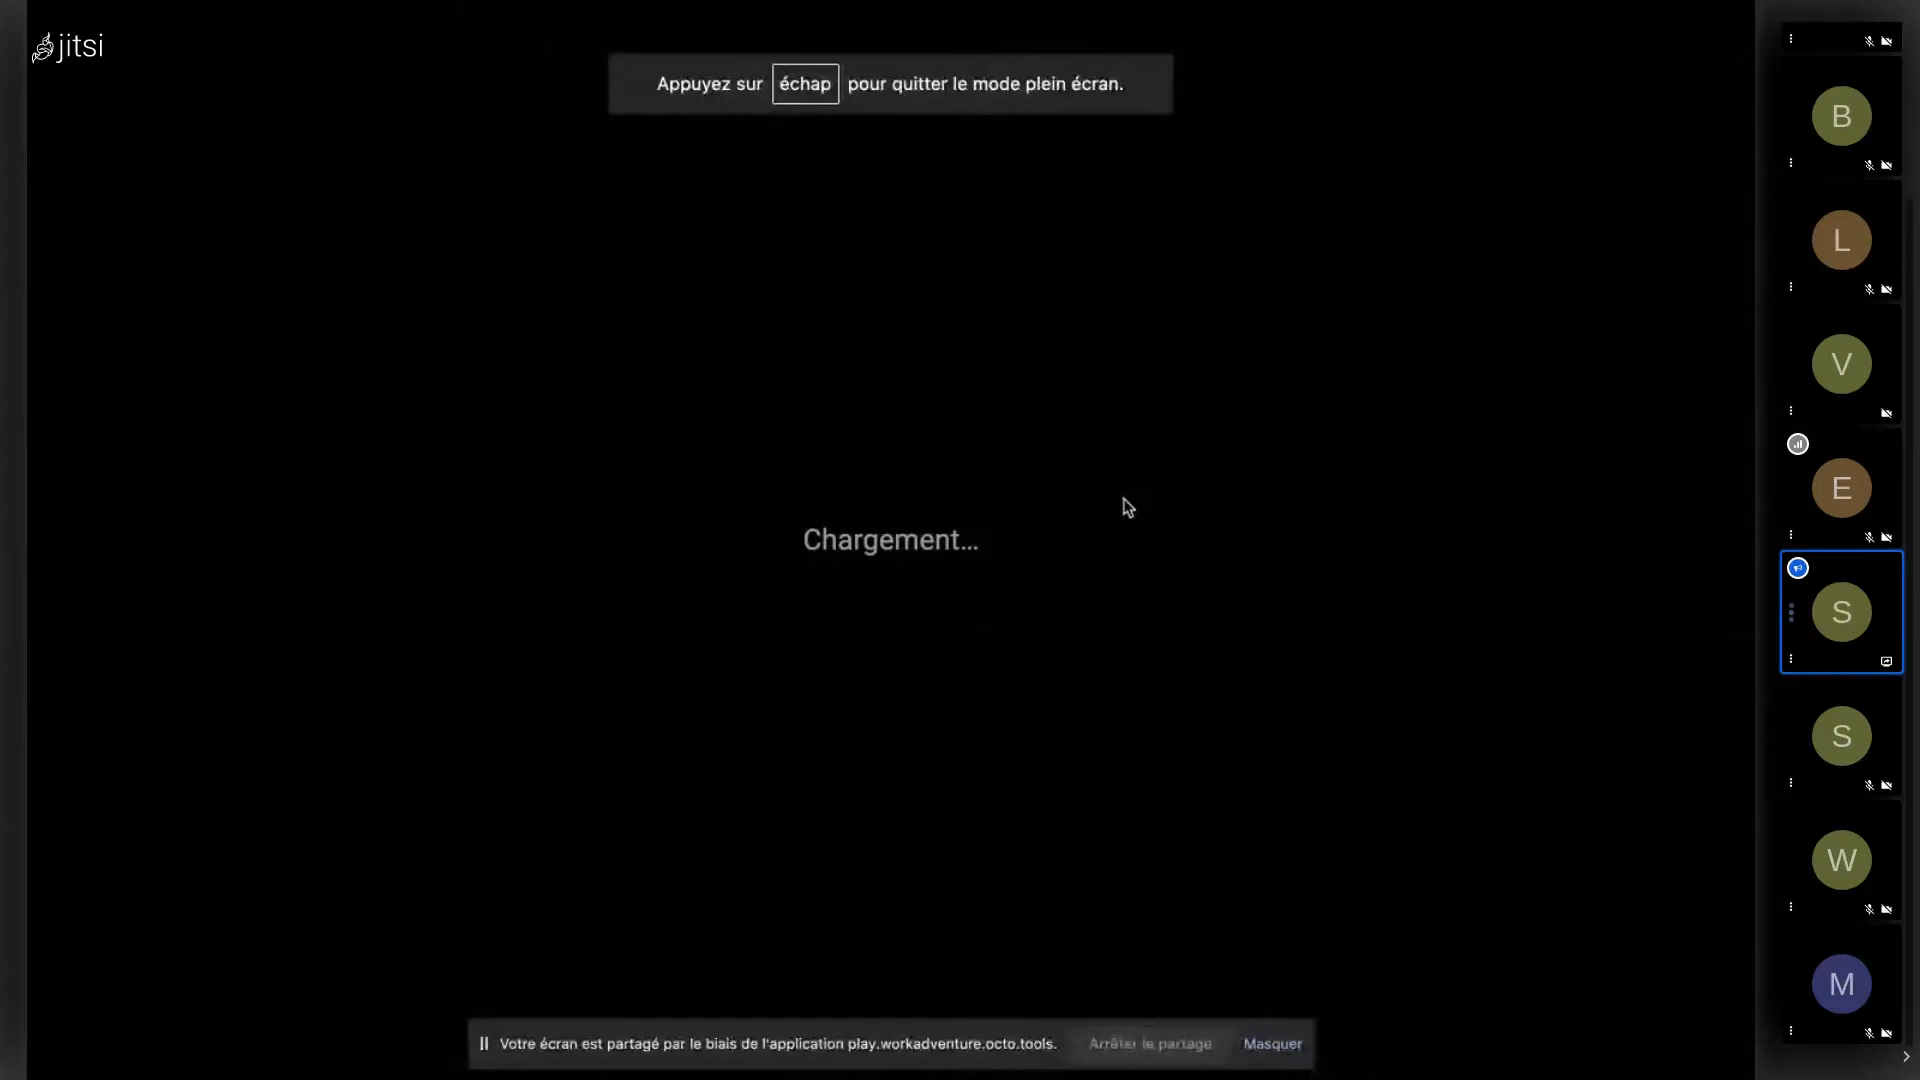 jitsi
Appuyez sur échap pour quitter le mode plein écran.
Chargement...
Votre écran est partagé par le biais de l'application play.workadventure.octo.tools. Arrêter le partage Masquer
B
L
V
E
S
S
W
M